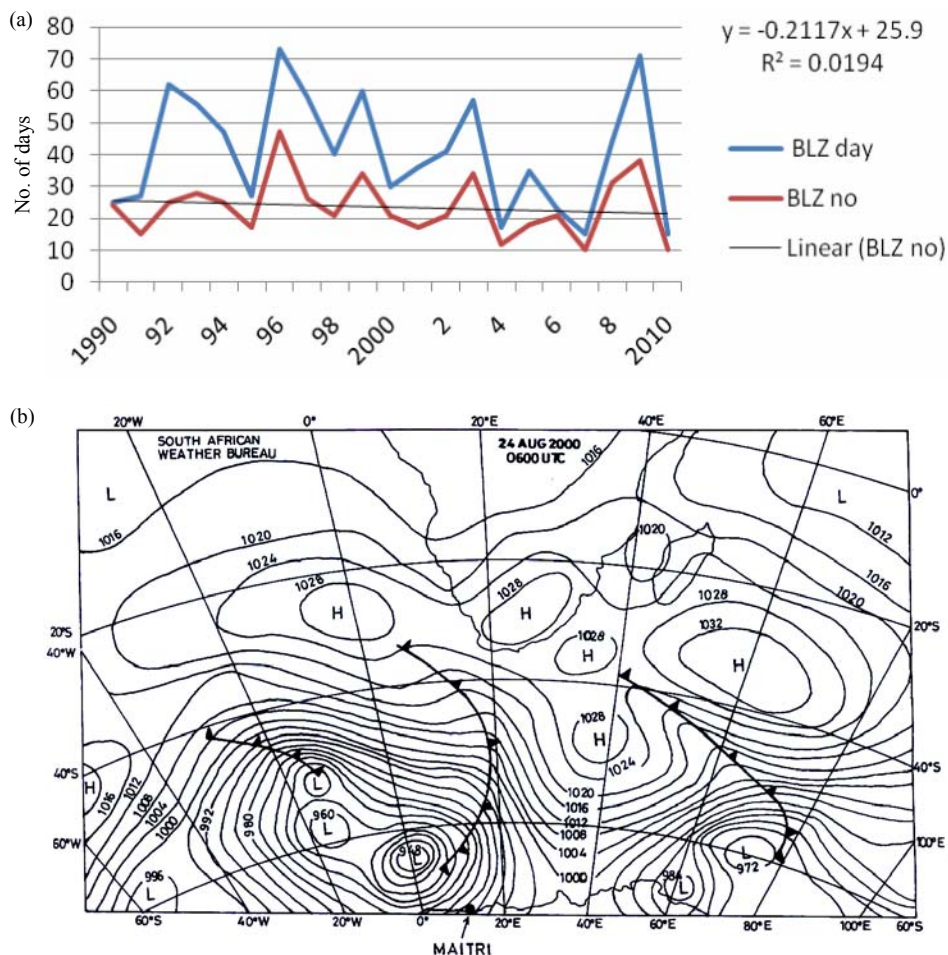 (a)
80
70
60
50
40
30
20
10
0
No. of days
1990
92
94
96
98
2000
2
4
6
8
2010
y = -0.2117x + 25.9
R² = 0.0194
BLZ day
BLZ no
Linear (BLZ no)
(b)
20°W 0° 20°E 40°E 60°E
SOUTH AFRICAN
WEATHER BUREAU
24 AUG 2000
0600 UTC
1016
L
L
0°
1016
1012
1020
1020
1024
1016
1028
1028
1028
1020
H
H
1032
1028
20°S
20°S
40°W
H
H
1028
H
1024
40°S
H
1016
1012
1008
1004
1000
992
980
L
1020
1016
1012
1008
1004
1000
40°S
960
L
60°W
948
L
972
100°E
996
L
984
L
60°S 40°W 20°W 0° 20°E 40°E 60°E 80°E 100°E 60°S
MAITRI